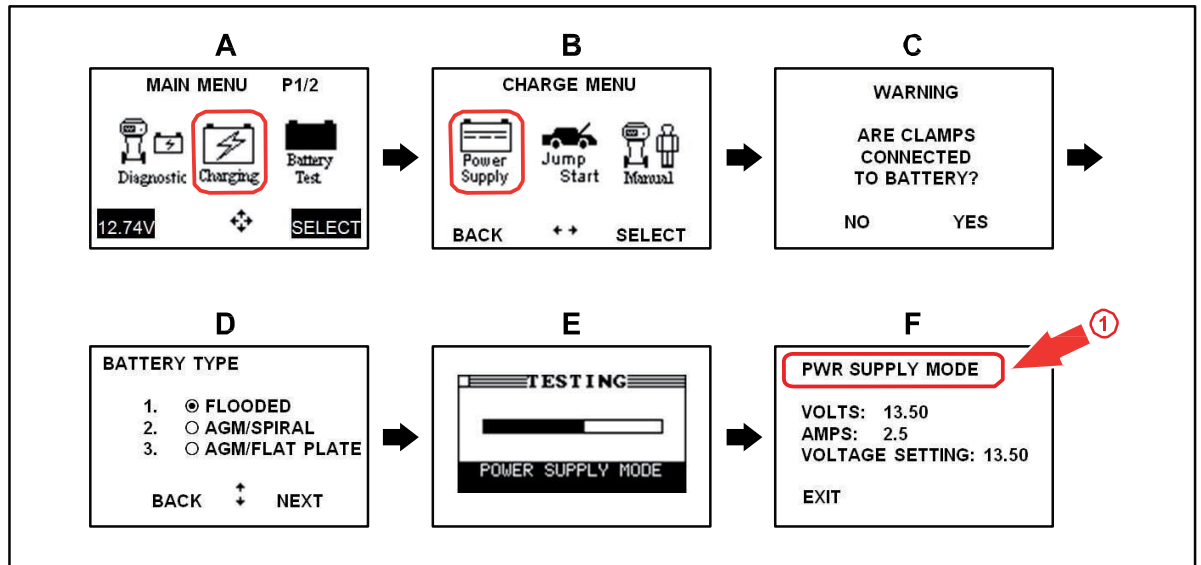 A
MAIN MENU P1/2
Diagnostic Charging Battery Test
12.74V SELECT
B
CHARGE MENU
Power Supply Jump Start Manual
BACK SELECT
C
WARNING
ARE CLAMPS
CONNECTED
TO BATTERY?
NO YES
D
BATTERY TYPE
1. FLOODED
2. AGM/SPIRAL
3. AGM/FLAT PLATE
BACK NEXT
E
TESTING
POWER SUPPLY MODE
F
1
PWR SUPPLY MODE
VOLTS: 13.50
AMPS: 2.5
VOLTAGE SETTING: 13.50
EXIT